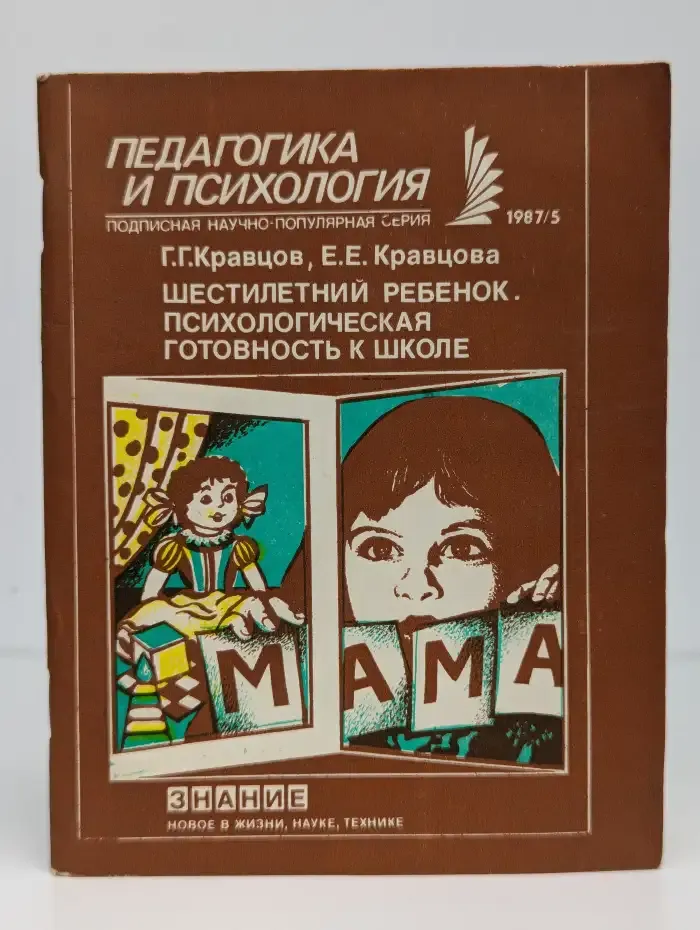 ПЕДАГОГИКА
И ПСИХОЛОГИЯ
ПОДПИСНАЯ НАУЧНО-ПОПУЛЯРНАЯ СЕРИЯ
1987/5
Г.Г.Кравцов, Е.Е.Кравцова
ШЕСТИЛЕТНИЙ РЕБЕНОК.
ПСИХОЛОГИЧЕСКАЯ
ГОТОВНОСТЬ К ШКОЛЕ
МАМА
ЗНАНИЕ
НОВОЕ В ЖИЗНИ, НАУКЕ, ТЕХНИКЕ